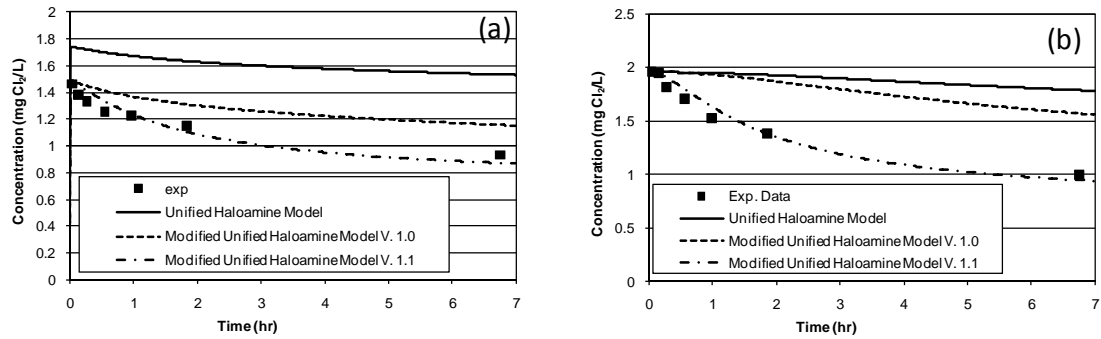 (a)
Concentration (mg Cl₂/L)
2
1.8
1.6
1.4
1.2
1
0.8
0.6
0.4
0.2
0
exp
Unified Haloamine Model
Modified Unified Haloamine Model V. 1.0
Modified Unified Haloamine Model V. 1.1
0 1 2 3 4 5 6 7
Time (hr)
(b)
Concentration (mg Cl₂/L)
2.5
2
1.5
1
0.5
0
Exp. Data
Unified Haloamine Model
Modified Unified Haloamine Model V. 1.0
Modified Unified Haloamine Model V. 1.1
0 1 2 3 4 5 6 7
Time (hr)